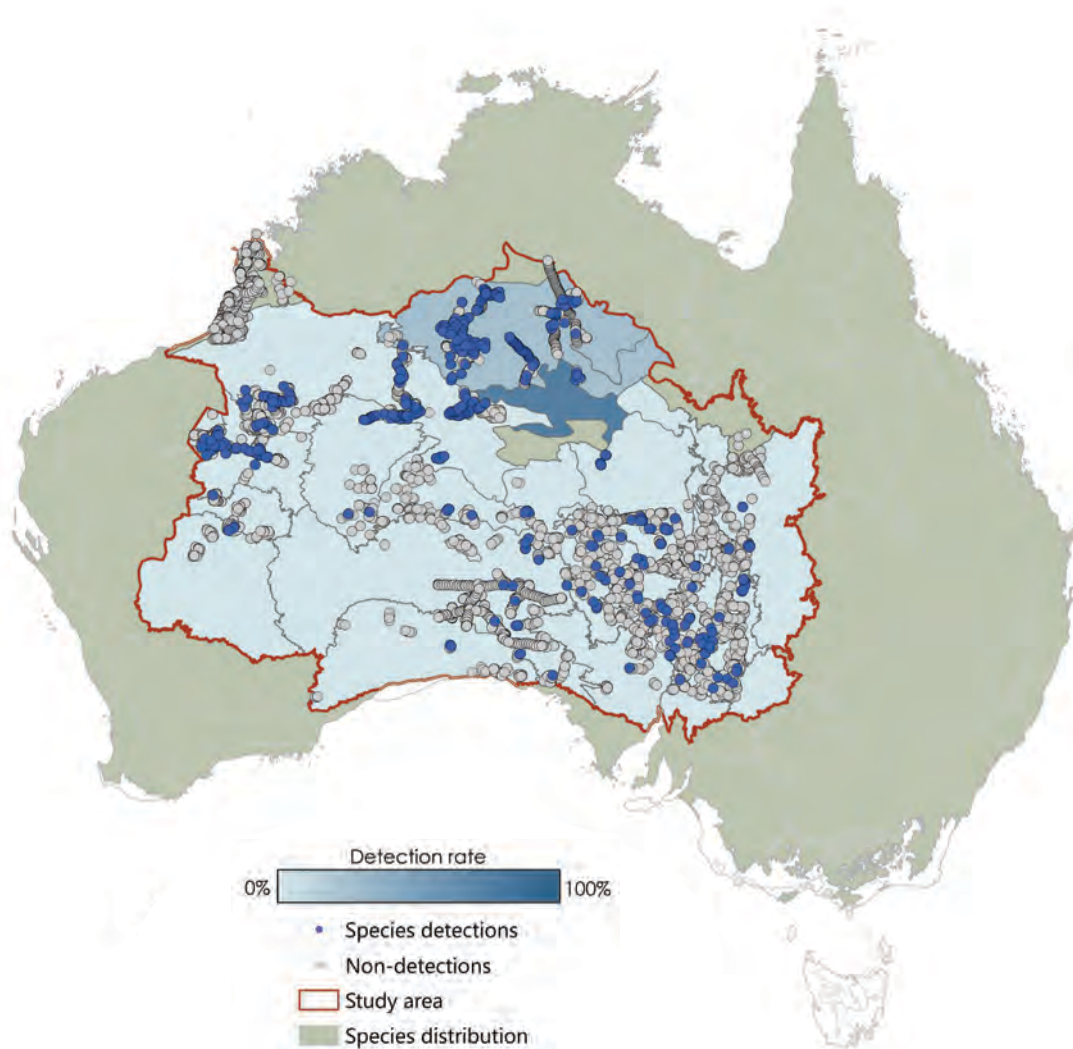 Detection rate
0% 100%
Species detections
Non-detections
Study area
Species distribution